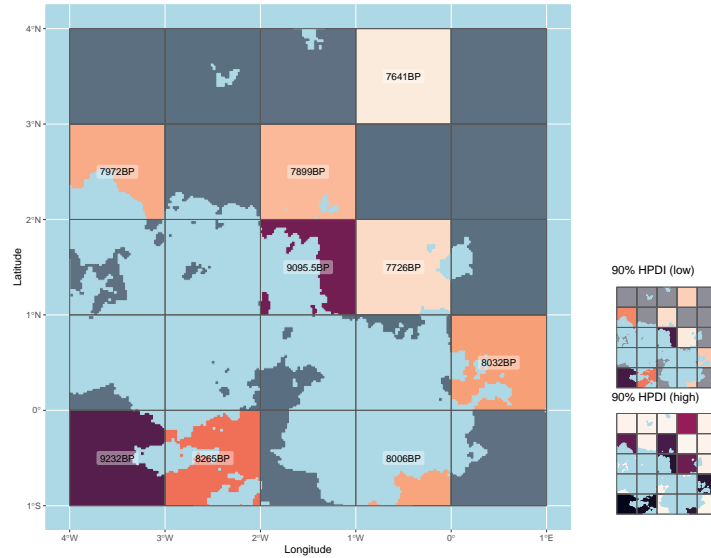 4°N
7641BP
3°N
7972BP
7899BP
2°N
9095.5BP
7726BP
Latitude
90% HPDI (low)
1°N
8032BP
90% HPDI (high)
0°
9232BP
8265BP
8006BP
1°S
4°W
3°W
2°W
1°W
0°
1°E
Longitude